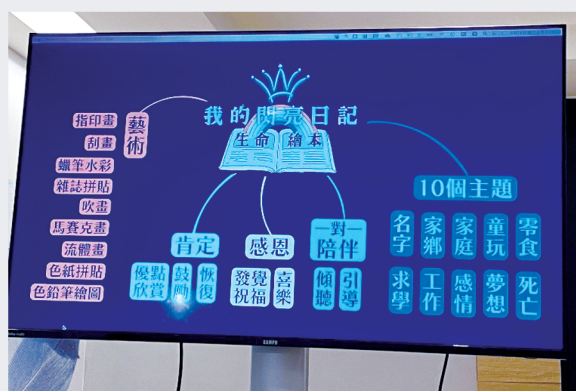 我的閃亮日記
生命繪本
藝術
指印畫
刮畫
蠟筆水彩
雜誌拼貼
吹畫
馬賽克畫
流體畫
色紙拼貼
色鉛筆繪圖
肯定
優點欣賞
鼓勵
恢復
感恩
發覺祝福
喜樂
一對一
陪伴
傾聽
引導
10個主題
名字
家鄉
家庭
童玩
零食
求學
工作
感情
夢想
死亡
SAMPO